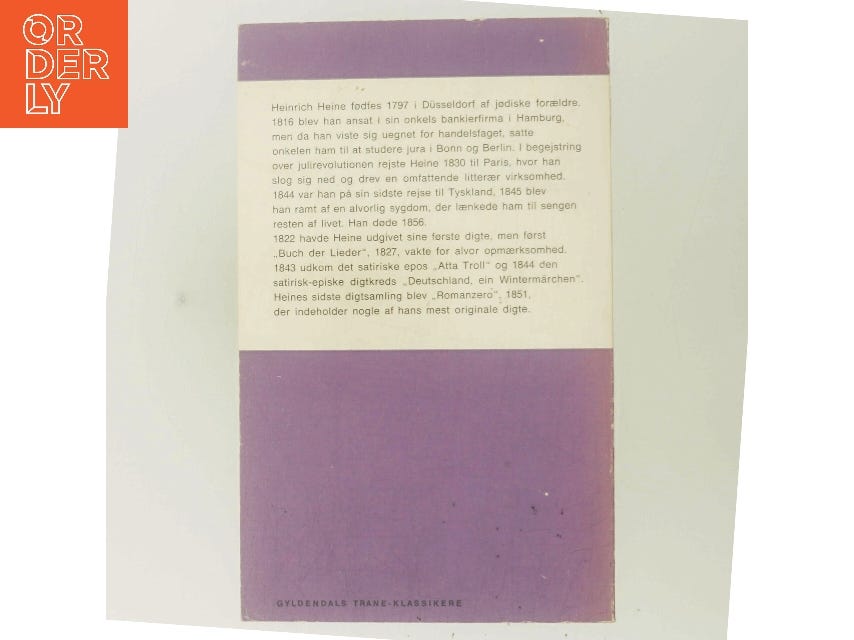 OR
DER
LY
Heinrich Heine fødtes 1797 i Düsseldorf af jødiske forældre.
1816 blev han ansat i sin onkels bankierfirma i Hamburg,
men da han viste sig uegnet for handelsfaget, satte
onkelen ham til at studere jura i Bonn og Berlin. I begejstring
over julirevolutionen rejste Heine 1830 til Paris, hvor han
slog sig ned og drev en omfattende litterær virksomhed.
1844 var han på sin sidste rejse til Tyskland, 1845 blev
han ramt af en alvorlig sygdom, der lænkede ham til sengen
resten af livet. Han døde 1856.
1822 havde Heine udgivet sine første digte, men først
„Buch der Lieder“, 1827, vakte for alvor opmærksomhed.
1843 udkom det satiriske epos „Atta Troll“ og 1844 den
satirisk-episke digtkreds „Deutschland, ein Wintermärchen“.
Heines sidste digtsamling blev „Romanzero“, 1851,
der indeholder nogle af hans mest originale digte.
GYLDENDALS TRANE-KLASSIKERE